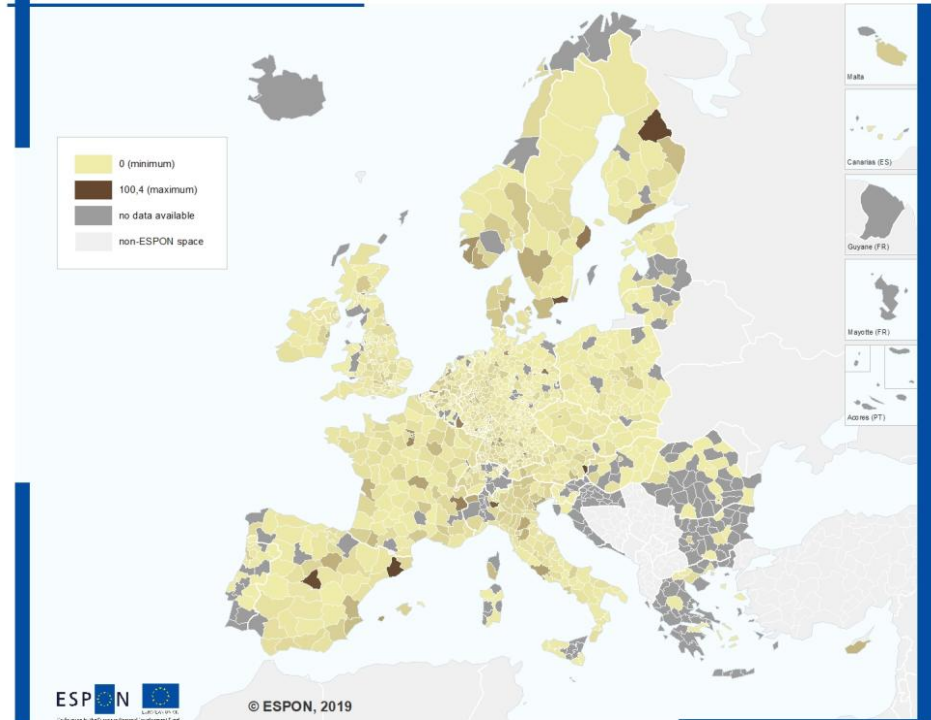 Malta
Canarias (ES)
Guyane (FR)
Mayotte (FR)
Acores (PT)
0 (minimum)
100,4 (maximum)
no data available
non-ESPON space
ESPON
© ESPON, 2019